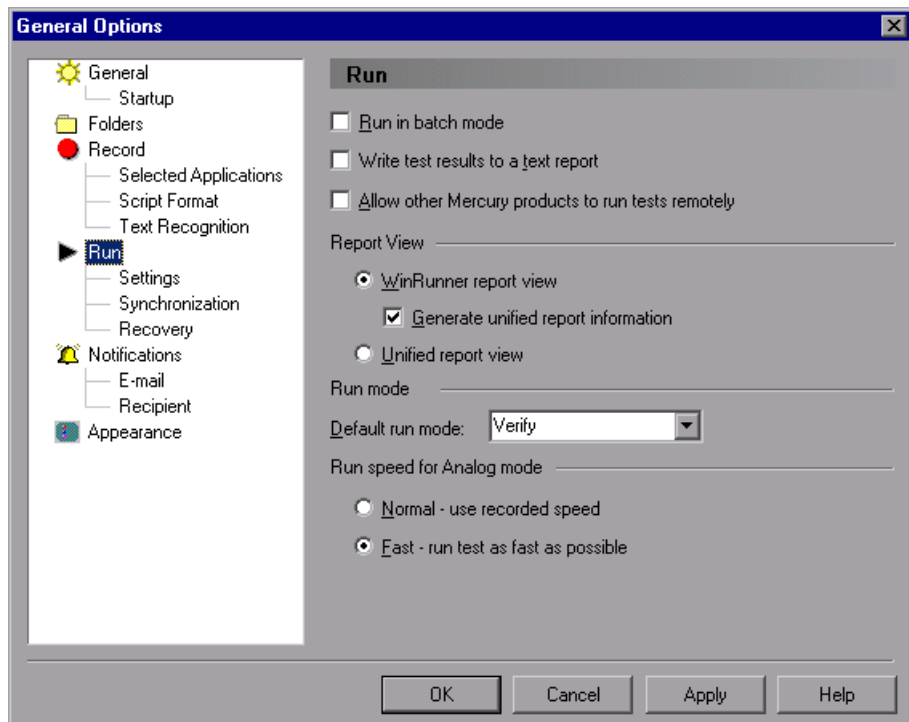 General Options
General
Startup
Folders
Record
Selected Applications
Script Format
Text Recognition
Run
Settings
Synchronization
Recovery
Notifications
E-mail
Recipient
Appearance
Run
Run in batch mode
Write test results to a text report
Allow other Mercury products to run tests remotely
Report View
WinRunner report view
Generate unified report information
Unified report view
Run mode
Default run mode: Verify
Run speed for Analog mode
Normal - use recorded speed
Fast - run test as fast as possible
OK Cancel Apply Help